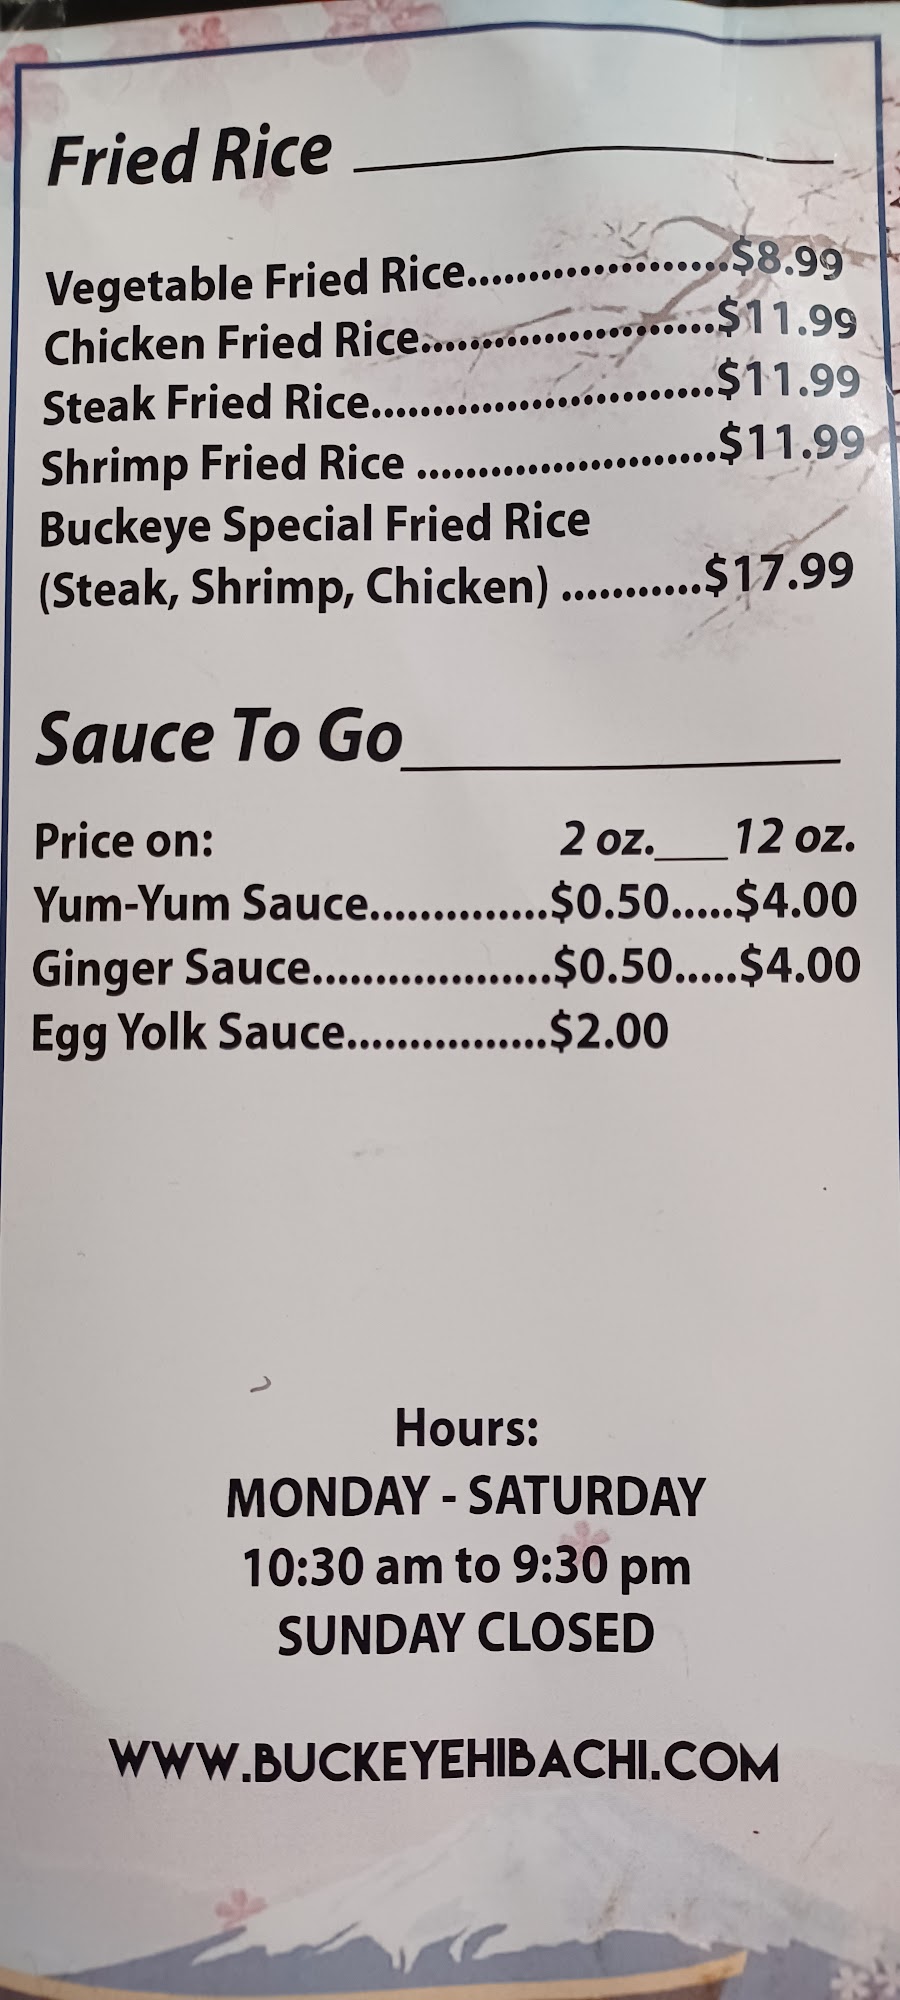 Fried Rice
Vegetable Fried Rice.....................$8.99
Chicken Fried Rice........................$11.99
Steak Fried Rice............................$11.99
Shrimp Fried Rice ........................$11.99
Buckeye Special Fried Rice
(Steak, Shrimp, Chicken) ...........$17.99
Sauce To Go
Price on: 2 oz.___12 oz.
Yum-Yum Sauce..............$0.50.....$4.00
Ginger Sauce...................$0.50.....$4.00
Egg Yolk Sauce................$2.00
Hours:
MONDAY - SATURDAY
10:30 am to 9:30 pm
SUNDAY CLOSED
WWW.BUCKEYEHIBACHI.COM